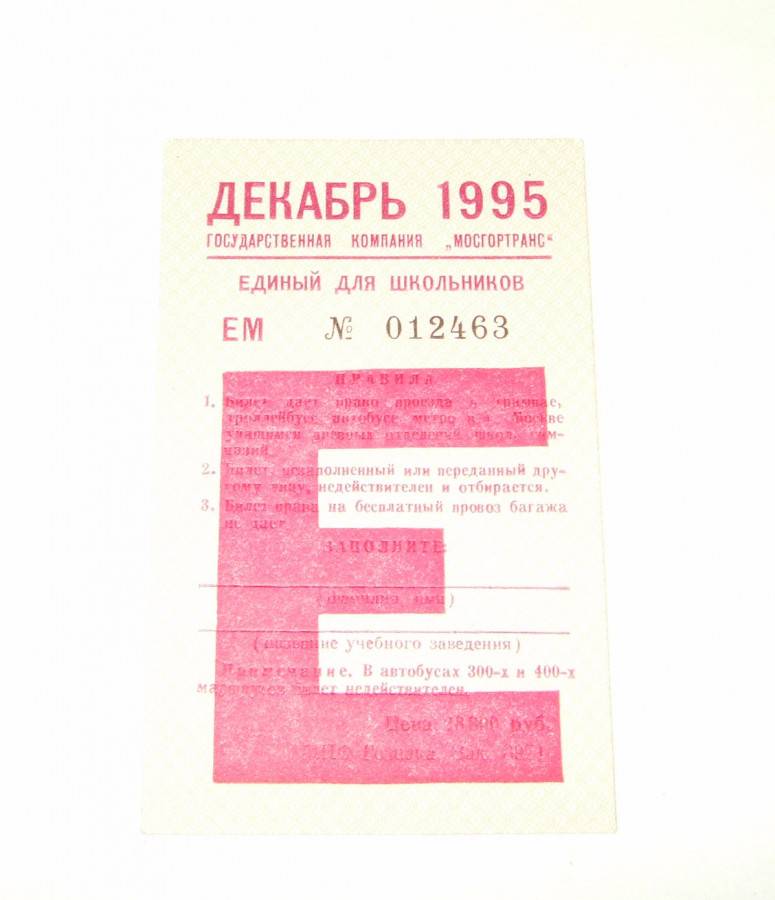 ДЕКАБРЬ 1995
ГОСУДАРСТВЕННАЯ КОМПАНИЯ „МОСГОРТРАНС“
ЕДИНЫЙ ДЛЯ ШКОЛЬНИКОВ
ЕМ № 012463
ПРАВИЛА
1. Билет дает право проезда в трамвае,
троллейбусе, автобусе, метро в г. Москве
учащимся дневных отделений школ, гим-
назий.
2. Билет, незаполненный или переданный дру-
гому лицу, недействителен и отбирается.
3. Билет права на бесплатный провоз багажа
не дает.
ЗАПОЛНИТЕ:
(фамилия, имя)
(название учебного заведения)
Примечание. В автобусах 300-х и 400-х
маршрутов билет недействителен.
Цена руб.
Гознака. Зак.
Е